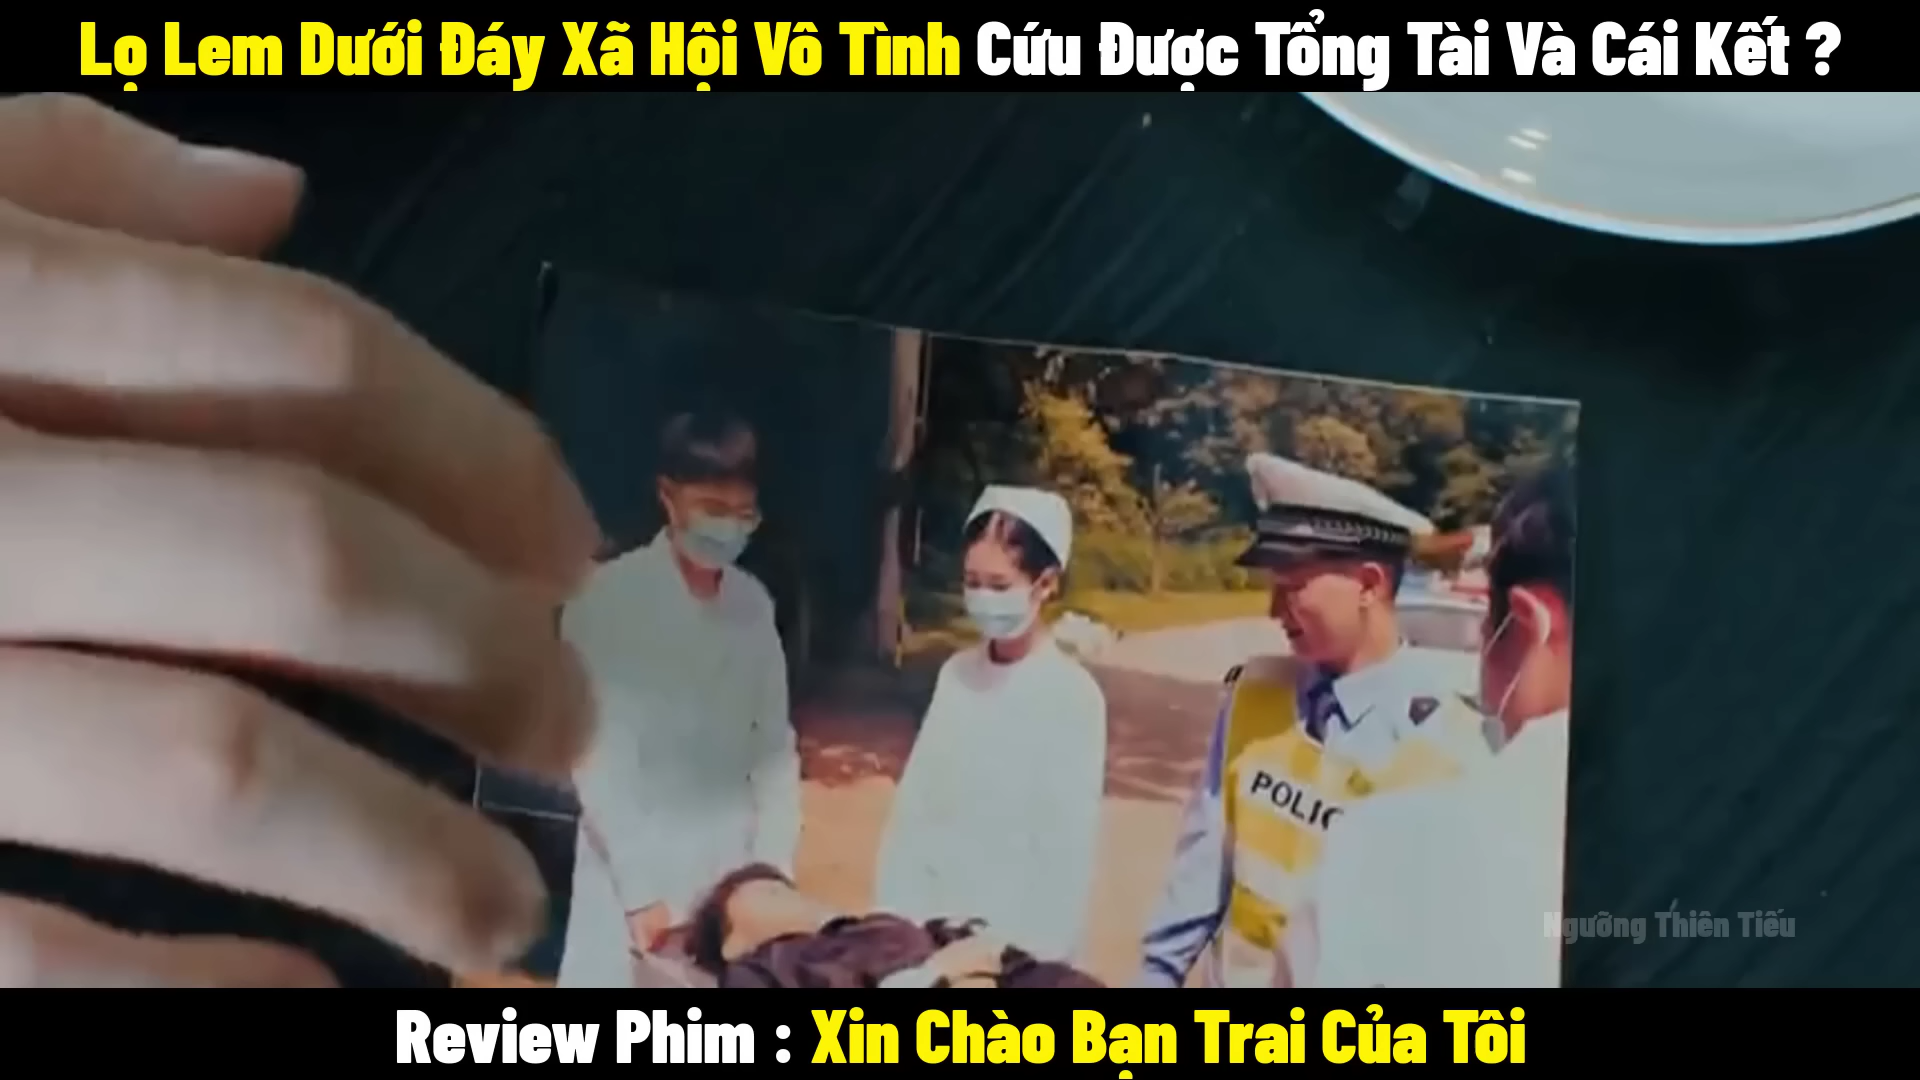 Lọ Lem Dưới Đáy Xã Hội Vô Tình Cứu Được Tổng Tài Và Cái Kết ?
POLIC
Ngưỡng Thiên Tiếu
Review Phim : Xin Chào Bạn Trai Của Tôi